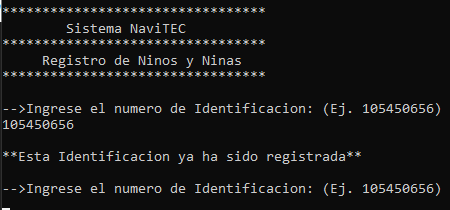 *********************************
Sistema NaviTEC
*********************************
Registro de Ninos y Ninas
*********************************
-->Ingrese el numero de Identificacion: (Ej. 105450656)
105450656
**Esta Identificacion ya ha sido registrada**
-->Ingrese el numero de Identificacion: (Ej. 105450656)